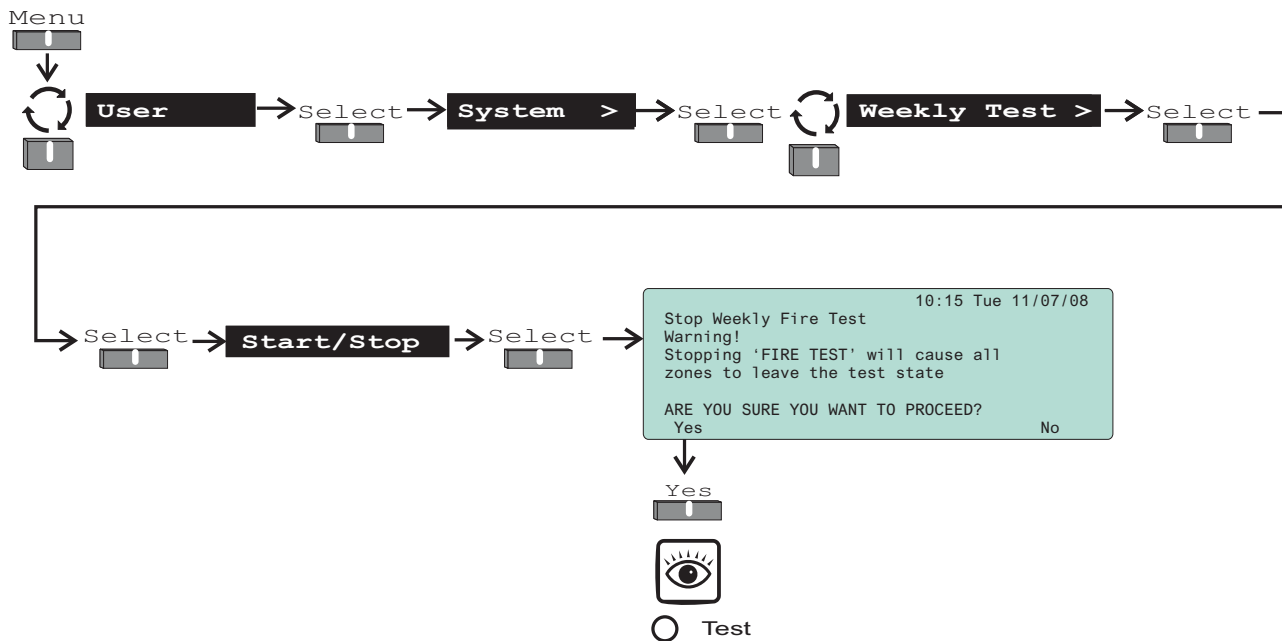 Menu
User
Select
System >
Select
Weekly Test >
Select
Select
Start/Stop
Select
10:15 Tue 11/07/08
Stop Weekly Fire Test
Warning!
Stopping ‘FIRE TEST’ will cause all
zones to leave the test state
ARE YOU SURE YOU WANT TO PROCEED?
Yes No
Yes
Test